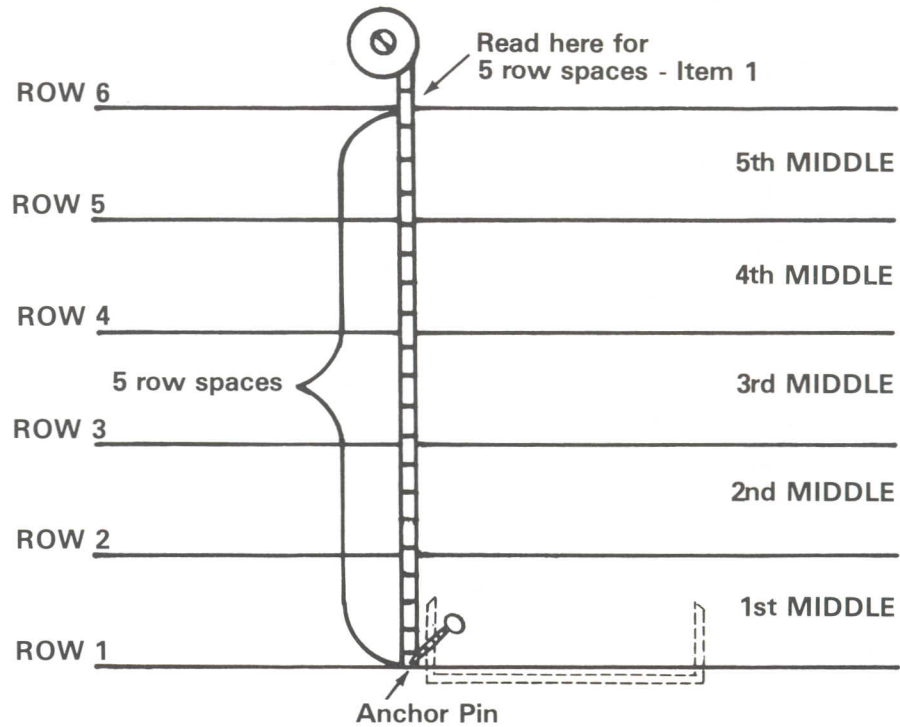 Read here for
5 row spaces - Item 1
ROW 6
5th MIDDLE
ROW 5
4th MIDDLE
ROW 4
5 row spaces
3rd MIDDLE
ROW 3
2nd MIDDLE
ROW 2
1st MIDDLE
ROW 1
Anchor Pin